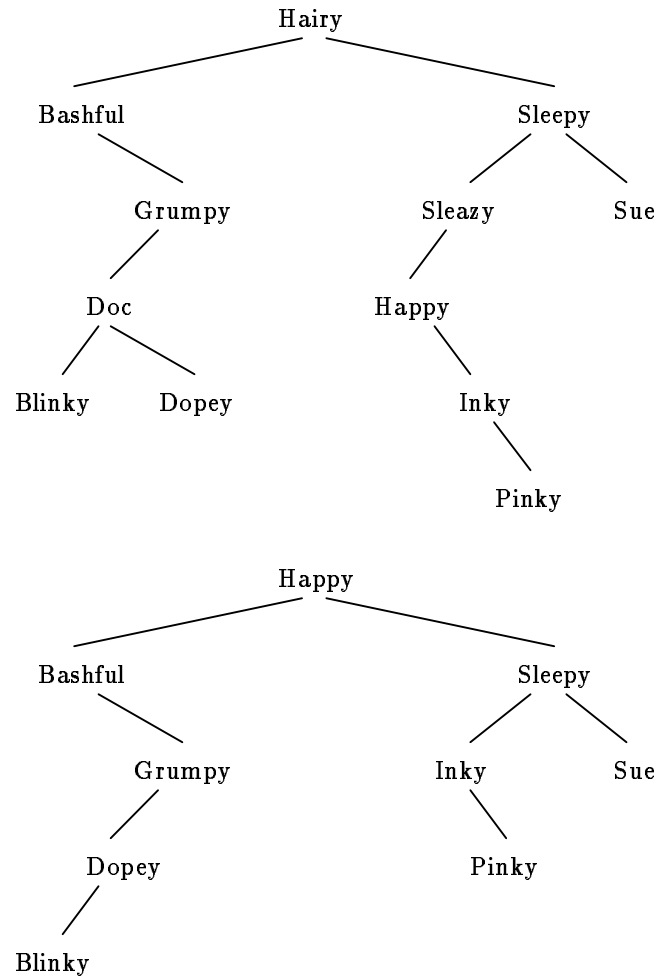 Hairy
Bashful Sleepy
Grumpy Sleazy Sue
Doc Happy
Blinky Dopey Inky
Pinky
Happy
Bashful Sleepy
Grumpy Inky Sue
Dopey Pinky
Blinky